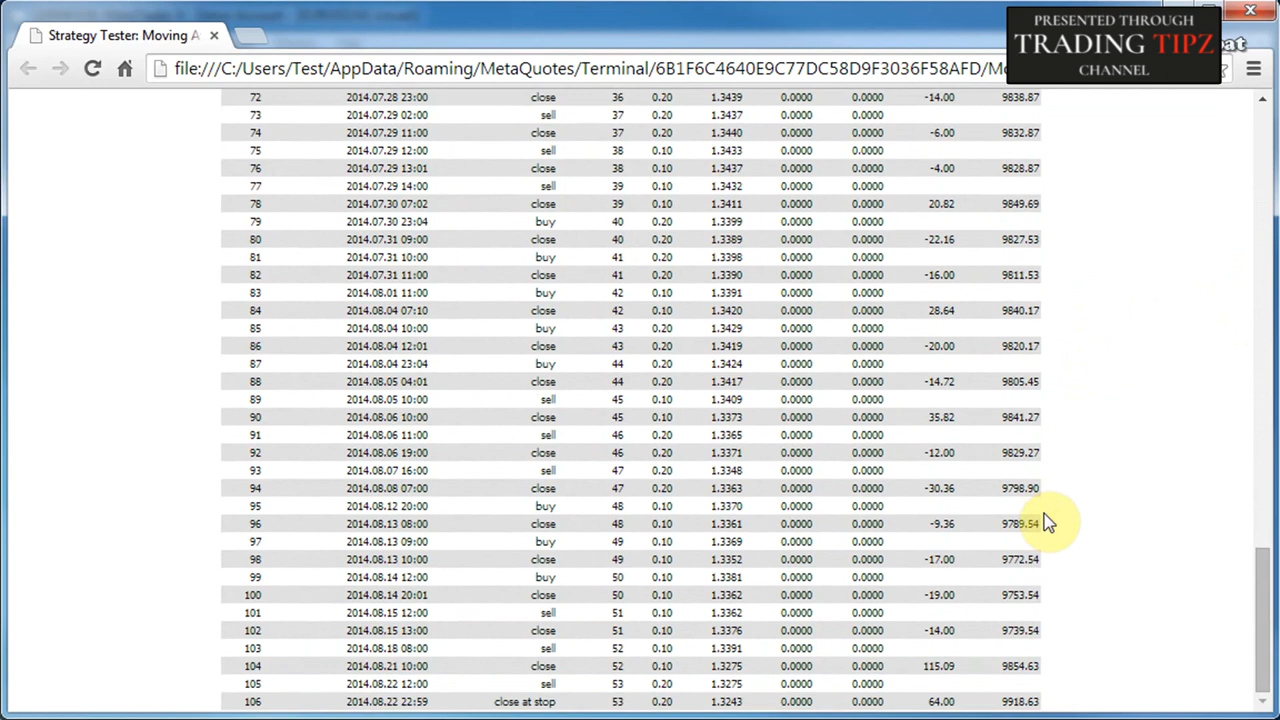 Strategy Tester: Moving A
PRESENTED THROUGH
TRADING TIPZ
CHANNEL
file:///C:/Users/Test/AppData/Roaming/MetaQuotes/Terminal/6B1F6C4640E9C77DC58D9F3036F58AFD/Mo
72 2014.07.28 23:00 close 36 0.20 1.3439 0.0000 0.0000 -14.00 9838.87
73 2014.07.29 02:00 sell 37 0.20 1.3437 0.0000 0.0000
74 2014.07.29 11:00 close 37 0.20 1.3440 0.0000 0.0000 -6.00 9832.87
75 2014.07.29 12:00 sell 38 0.10 1.3433 0.0000 0.0000
76 2014.07.29 13:01 close 38 0.10 1.3437 0.0000 0.0000 -4.00 9828.87
77 2014.07.29 14:00 sell 39 0.10 1.3432 0.0000 0.0000
78 2014.07.30 07:02 close 39 0.10 1.3411 0.0000 0.0000 20.82 9849.69
79 2014.07.30 23:04 buy 40 0.20 1.3399 0.0000 0.0000
80 2014.07.31 09:00 close 40 0.20 1.3389 0.0000 0.0000 -22.16 9827.53
81 2014.07.31 10:00 buy 41 0.20 1.3398 0.0000 0.0000
82 2014.07.31 11:00 close 41 0.20 1.3390 0.0000 0.0000 -16.00 9811.53
83 2014.08.01 11:00 buy 42 0.10 1.3391 0.0000 0.0000
84 2014.08.04 07:10 close 42 0.10 1.3420 0.0000 0.0000 28.64 9840.17
85 2014.08.04 10:00 buy 43 0.20 1.3429 0.0000 0.0000
86 2014.08.04 12:01 close 43 0.20 1.3419 0.0000 0.0000 -20.00 9820.17
87 2014.08.04 23:04 buy 44 0.20 1.3424 0.0000 0.0000
88 2014.08.05 04:01 close 44 0.20 1.3417 0.0000 0.0000 -14.72 9805.45
89 2014.08.05 10:00 sell 45 0.10 1.3409 0.0000 0.0000
90 2014.08.06 10:00 close 45 0.10 1.3373 0.0000 0.0000 35.82 9841.27
91 2014.08.06 11:00 sell 46 0.20 1.3365 0.0000 0.0000
92 2014.08.06 19:00 close 46 0.20 1.3371 0.0000 0.0000 -12.00 9829.27
93 2014.08.07 16:00 sell 47 0.20 1.3348 0.0000 0.0000
94 2014.08.08 07:00 close 47 0.20 1.3363 0.0000 0.0000 -30.36 9798.90
95 2014.08.12 20:00 buy 48 0.10 1.3370 0.0000 0.0000
96 2014.08.13 08:00 close 48 0.10 1.3361 0.0000 0.0000 -9.36 9789.54
97 2014.08.13 09:00 buy 49 0.10 1.3369 0.0000 0.0000
98 2014.08.13 10:00 close 49 0.10 1.3352 0.0000 0.0000 -17.00 9772.54
99 2014.08.14 12:00 buy 50 0.10 1.3381 0.0000 0.0000
100 2014.08.14 20:01 close 50 0.10 1.3362 0.0000 0.0000 -19.00 9753.54
101 2014.08.15 12:00 sell 51 0.10 1.3362 0.0000 0.0000
102 2014.08.15 13:00 close 51 0.10 1.3376 0.0000 0.0000 -14.00 9739.54
103 2014.08.18 08:00 sell 52 0.10 1.3391 0.0000 0.0000
104 2014.08.21 10:00 close 52 0.10 1.3275 0.0000 0.0000 115.09 9854.63
105 2014.08.22 12:00 sell 53 0.20 1.3275 0.0000 0.0000
106 2014.08.22 22:59 close at stop 53 0.20 1.3243 0.0000 0.0000 64.00 9918.63